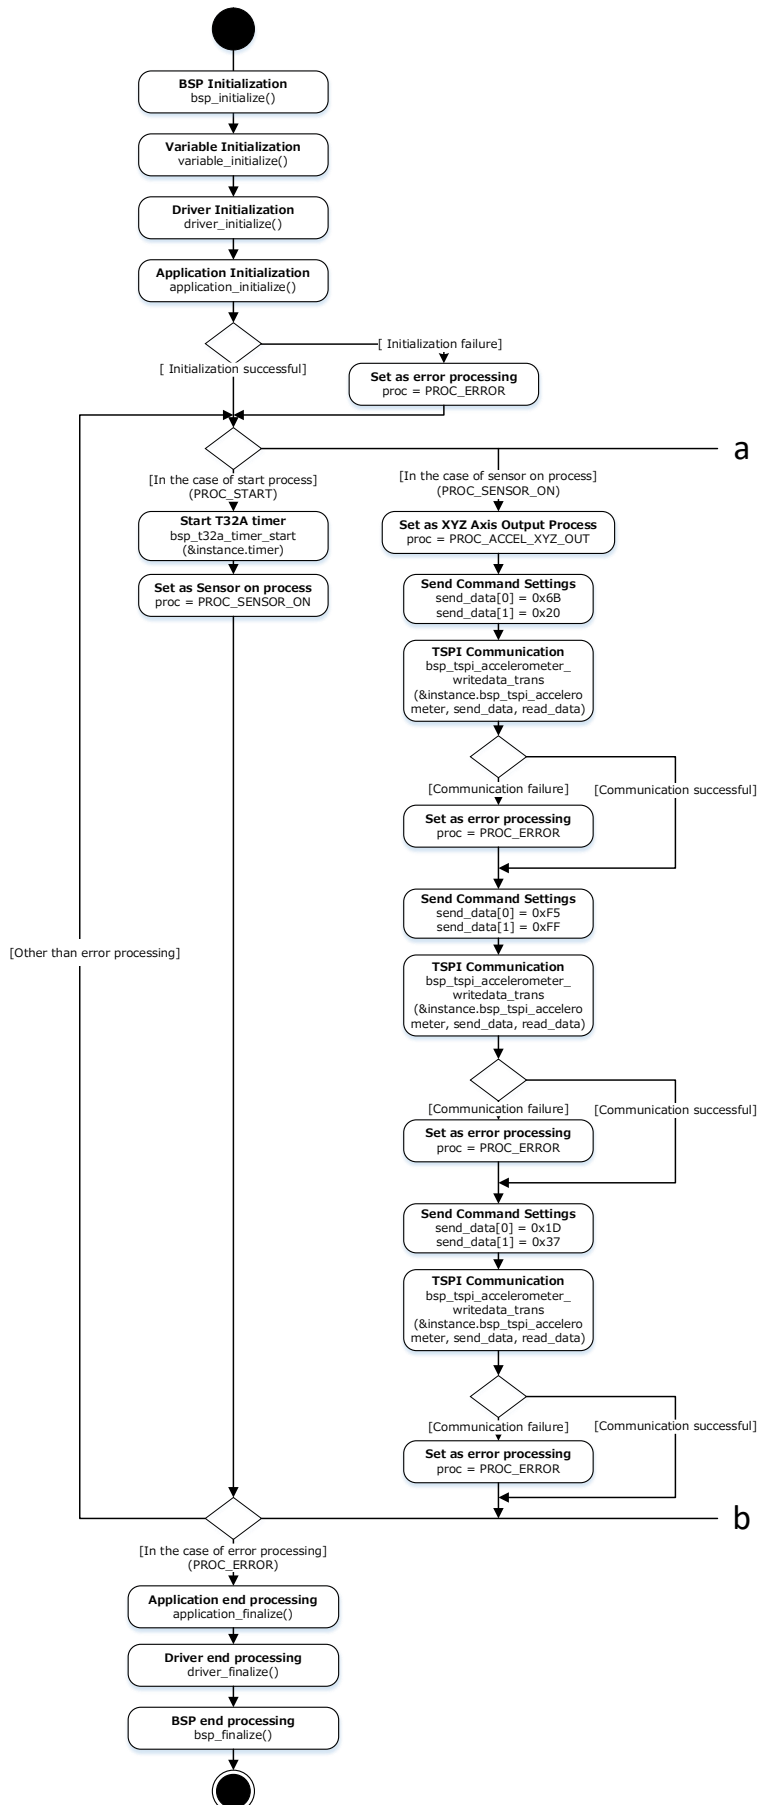 BSP Initialization
bsp_initialize()
Variable Initialization
variable_initialize()
Driver Initialization
driver_initialize()
Application Initialization
application_initialize()
[ Initialization failure]
[ Initialization successful]
Set as error processing
proc = PROC_ERROR
a
[In the case of start process]
(PROC_START)
Start T32A timer
bsp_t32a_timer_start
(&instance.timer)
Set as Sensor on process
proc = PROC_SENSOR_ON
[In the case of sensor on process]
(PROC_SENSOR_ON)
Set as XYZ Axis Output Process
proc = PROC_ACCEL_XYZ_OUT
Send Command Settings
send_data[0] = 0x6B
send_data[1] = 0x20
TSPI Communication
bsp_tspi_accelerometer_
writedata_trans
(&instance.bsp_tspi_accelero
meter, send_data, read_data)
[Communication failure]
[Communication successful]
Set as error processing
proc = PROC_ERROR
Send Command Settings
send_data[0] = 0xF5
send_data[1] = 0xFF
[Other than error processing]
TSPI Communication
bsp_tspi_accelerometer_
writedata_trans
(&instance.bsp_tspi_accelero
meter, send_data, read_data)
[Communication failure]
[Communication successful]
Set as error processing
proc = PROC_ERROR
Send Command Settings
send_data[0] = 0x1D
send_data[1] = 0x37
TSPI Communication
bsp_tspi_accelerometer_
writedata_trans
(&instance.bsp_tspi_accelero
meter, send_data, read_data)
[Communication failure]
[Communication successful]
Set as error processing
proc = PROC_ERROR
b
[In the case of error processing]
(PROC_ERROR)
Application end processing
application_finalize()
Driver end processing
driver_finalize()
BSP end processing
bsp_finalize()